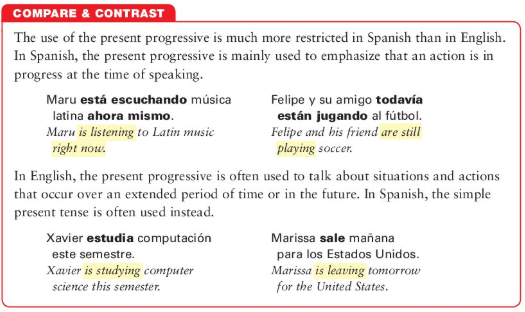 COMPARE & CONTRAST
The use of the present progressive is much more restricted in Spanish than in English.
In Spanish, the present progressive is mainly used to emphasize that an action is in
progress at the time of speaking.
Maru está escuchando música
latina ahora mismo.
Maru is listening to Latin music
right now.
Felipe y su amigo todavía
están jugando al fútbol.
Felipe and his friend are still
playing soccer.
In English, the present progressive is often used to talk about situations and actions
that occur over an extended period of time or in the future. In Spanish, the simple
present tense is often used instead.
Xavier estudia computación
este semestre.
Xavier is studying computer
science this semester.
Marissa sale mañana
para los Estados Unidos.
Marissa is leaving tomorrow
for the United States.